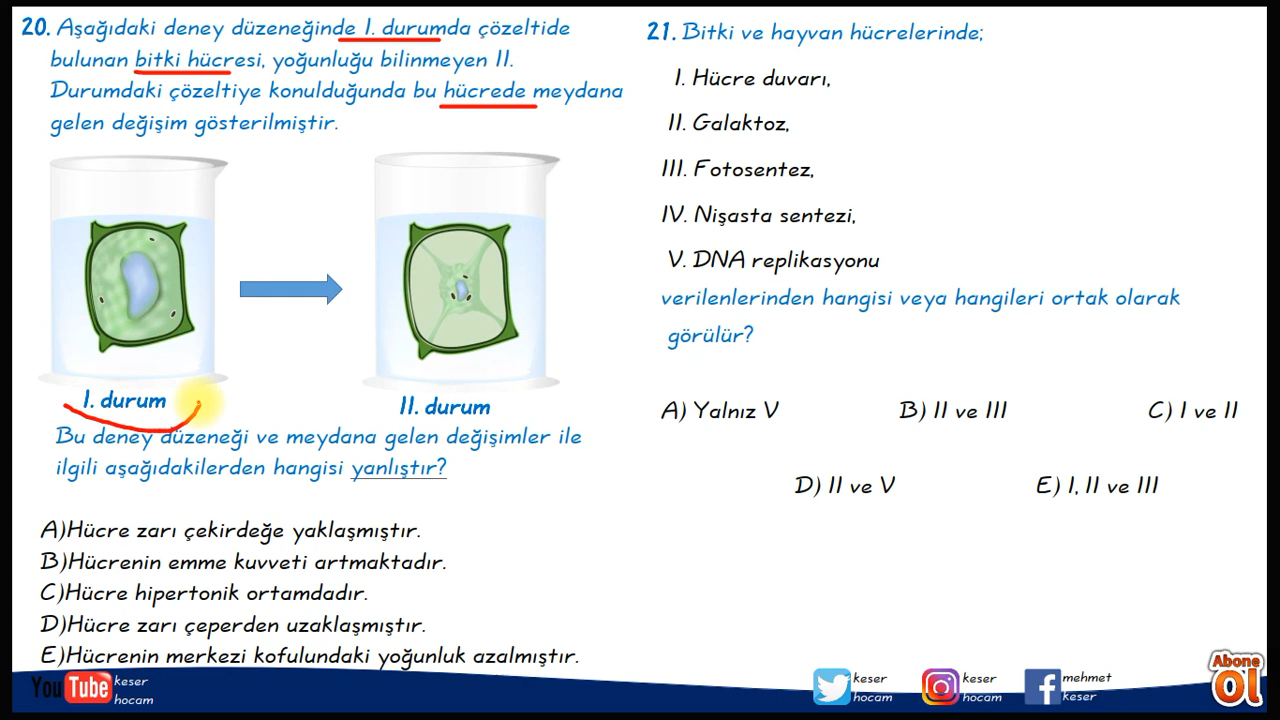 20. Aşağıdaki deney düzeneğinde I. durumda çözeltide
bulunan bitki hücresi, yoğunluğu bilinmeyen II.
Durumdaki çözeltiye konulduğunda bu hücrede meydana
gelen değişim gösterilmiştir.
I. durum
II. durum
Bu deney düzeneği ve meydana gelen değişimler ile
ilgili aşağıdakilerden hangisi yanlıştır?
A)Hücre zarı çekirdeğe yaklaşmıştır.
B)Hücrenin emme kuvveti artmaktadır.
C)Hücre hipertonik ortamdadır.
D)Hücre zarı çeperden uzaklaşmıştır.
E)Hücrenin merkezi kofulundaki yoğunluk azalmıştır.
21. Bitki ve hayvan hücrelerinde;
I. Hücre duvarı,
II. Galaktoz,
III. Fotosentez,
IV. Nişasta sentezi,
V. DNA replikasyonu
verilenlerinden hangisi veya hangileri ortak olarak
görülür?
A) Yalnız V
B) II ve III
C) I ve II
D) II ve V
E) I, II ve III
YouTube keser
hocam
keser
hocam
keser
hocam
mehmet
keser
Abone
ol